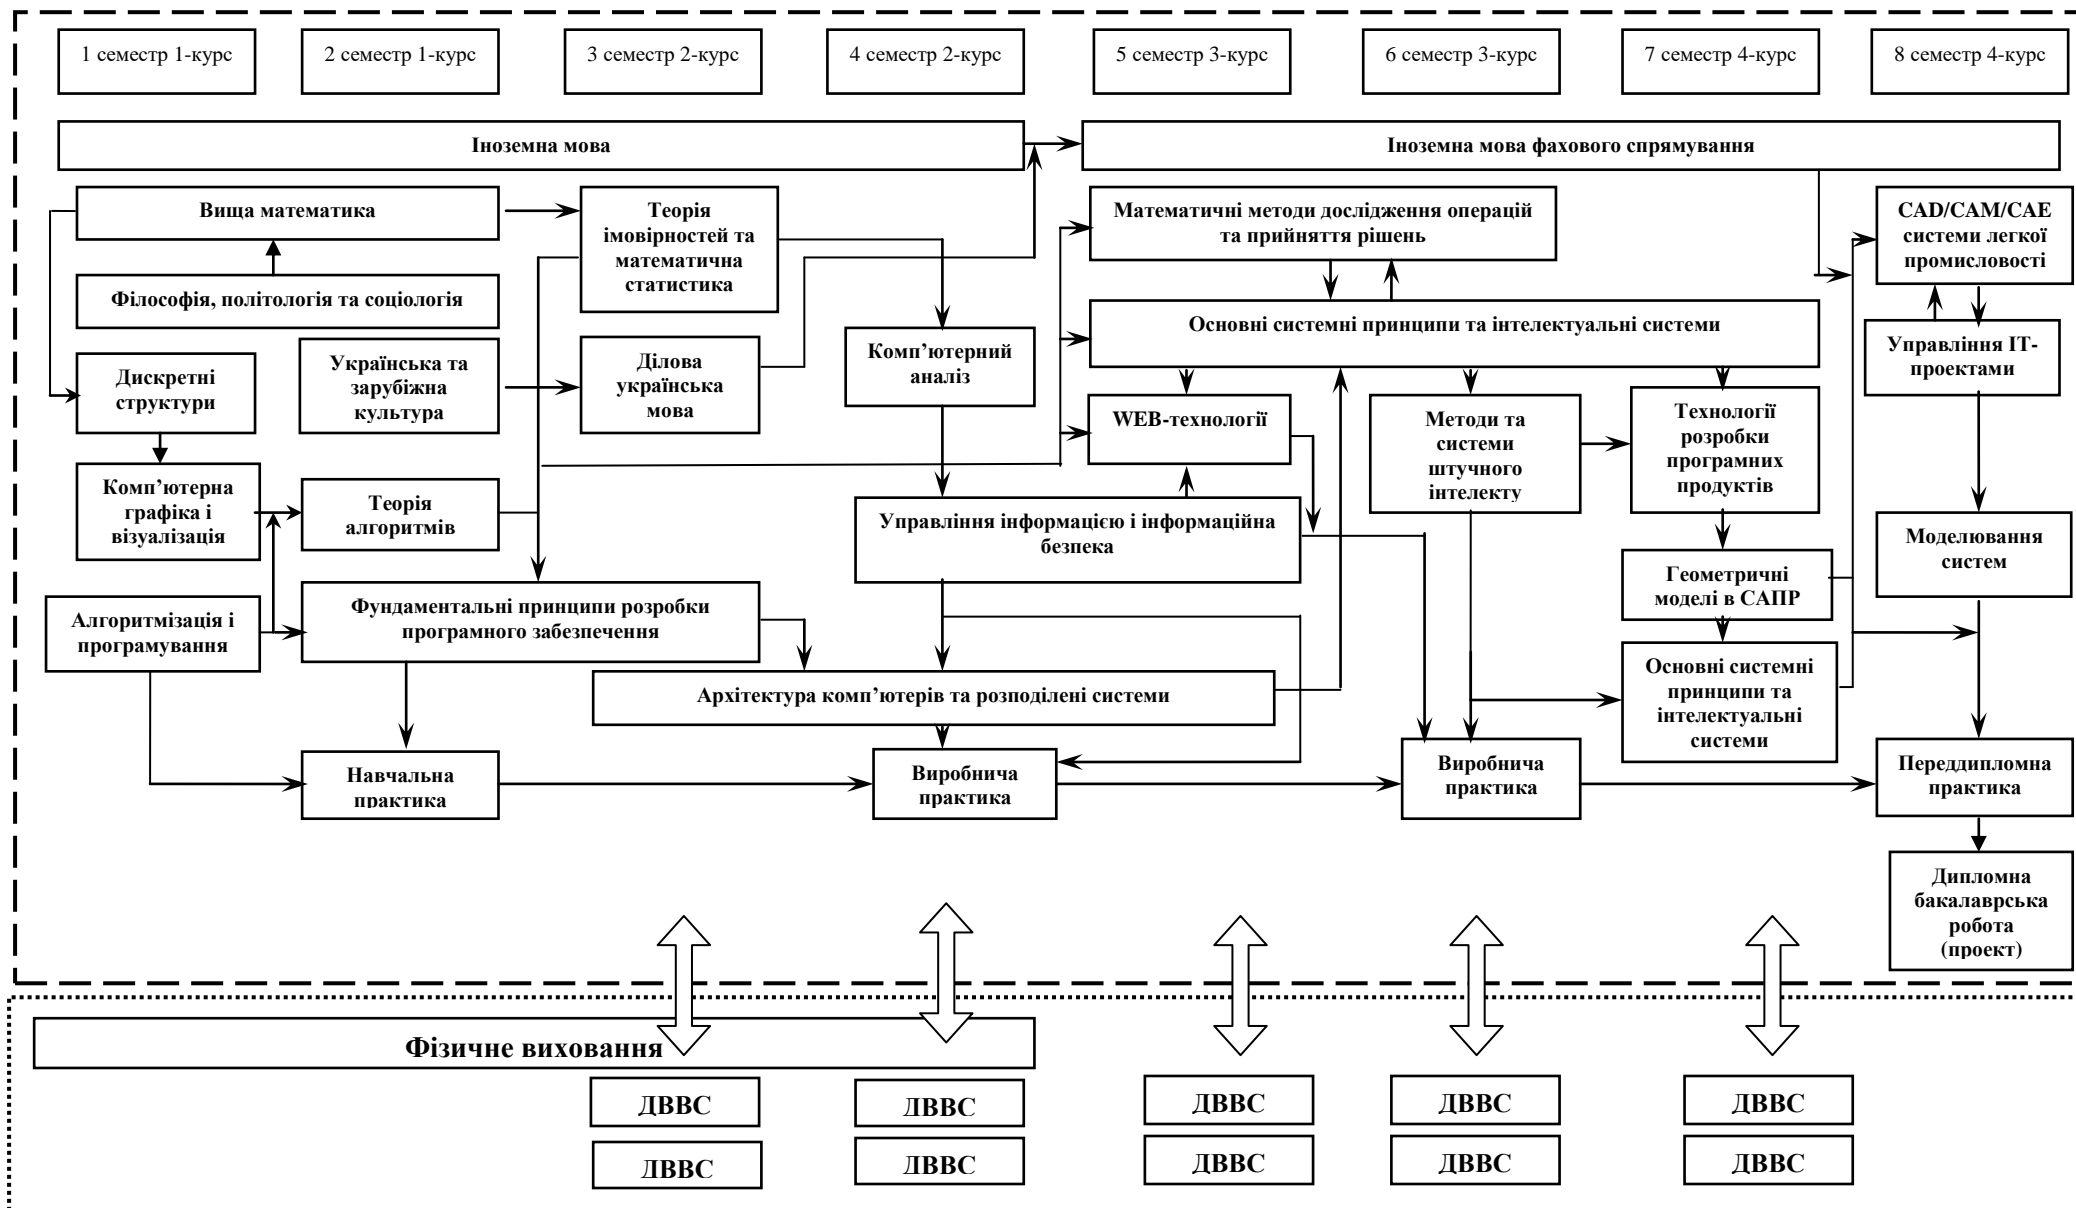 1 семестр 1-курс
2 семестр 1-курс
3 семестр 2-курс
4 семестр 2-курс
5 семестр 3-курс
6 семестр 3-курс
7 семестр 4-курс
8 семестр 4-курс
Іноземна мова
Іноземна мова фахового спрямування
Вища математика
Теорія
імовірностей та
математична
статистика
Математичні методи дослідження операцій
та прийняття рішень
CAD/CAM/CAE
системи легкої
промисловості
Філософія, політологія та соціологія
Основні системні принципи та інтелектуальні системи
Українська та
зарубіжна
культура
Ділова
українська
мова
Комп’ютерний
аналіз
Управління ІТ-
проектами
Дискретні
структури
WEB-технології
Методи та
системи
штучного
інтелекту
Технології
розробки
програмних
продуктів
Комп’ютерна
графіка і
візуалізація
Теорія
алгоритмів
Управління інформацією і інформаційна
безпека
Моделювання
систем
Геометричні
моделі в САПР
Алгоритмізація і
програмування
Фундаментальні принципи розробки
програмного забезпечення
Архітектура комп’ютерів та розподілені системи
Основні системні
принципи та
інтелектуальні
системи
Навчальна
практика
Виробнича
практика
Виробнича
практика
Переддипломна
практика
Дипломна
бакалаврська
робота
(проект)
Фізичне виховання
ДВВС
ДВВС
ДВВС
ДВВС
ДВВС
ДВВС
ДВВС
ДВВС
ДВВС
ДВВС